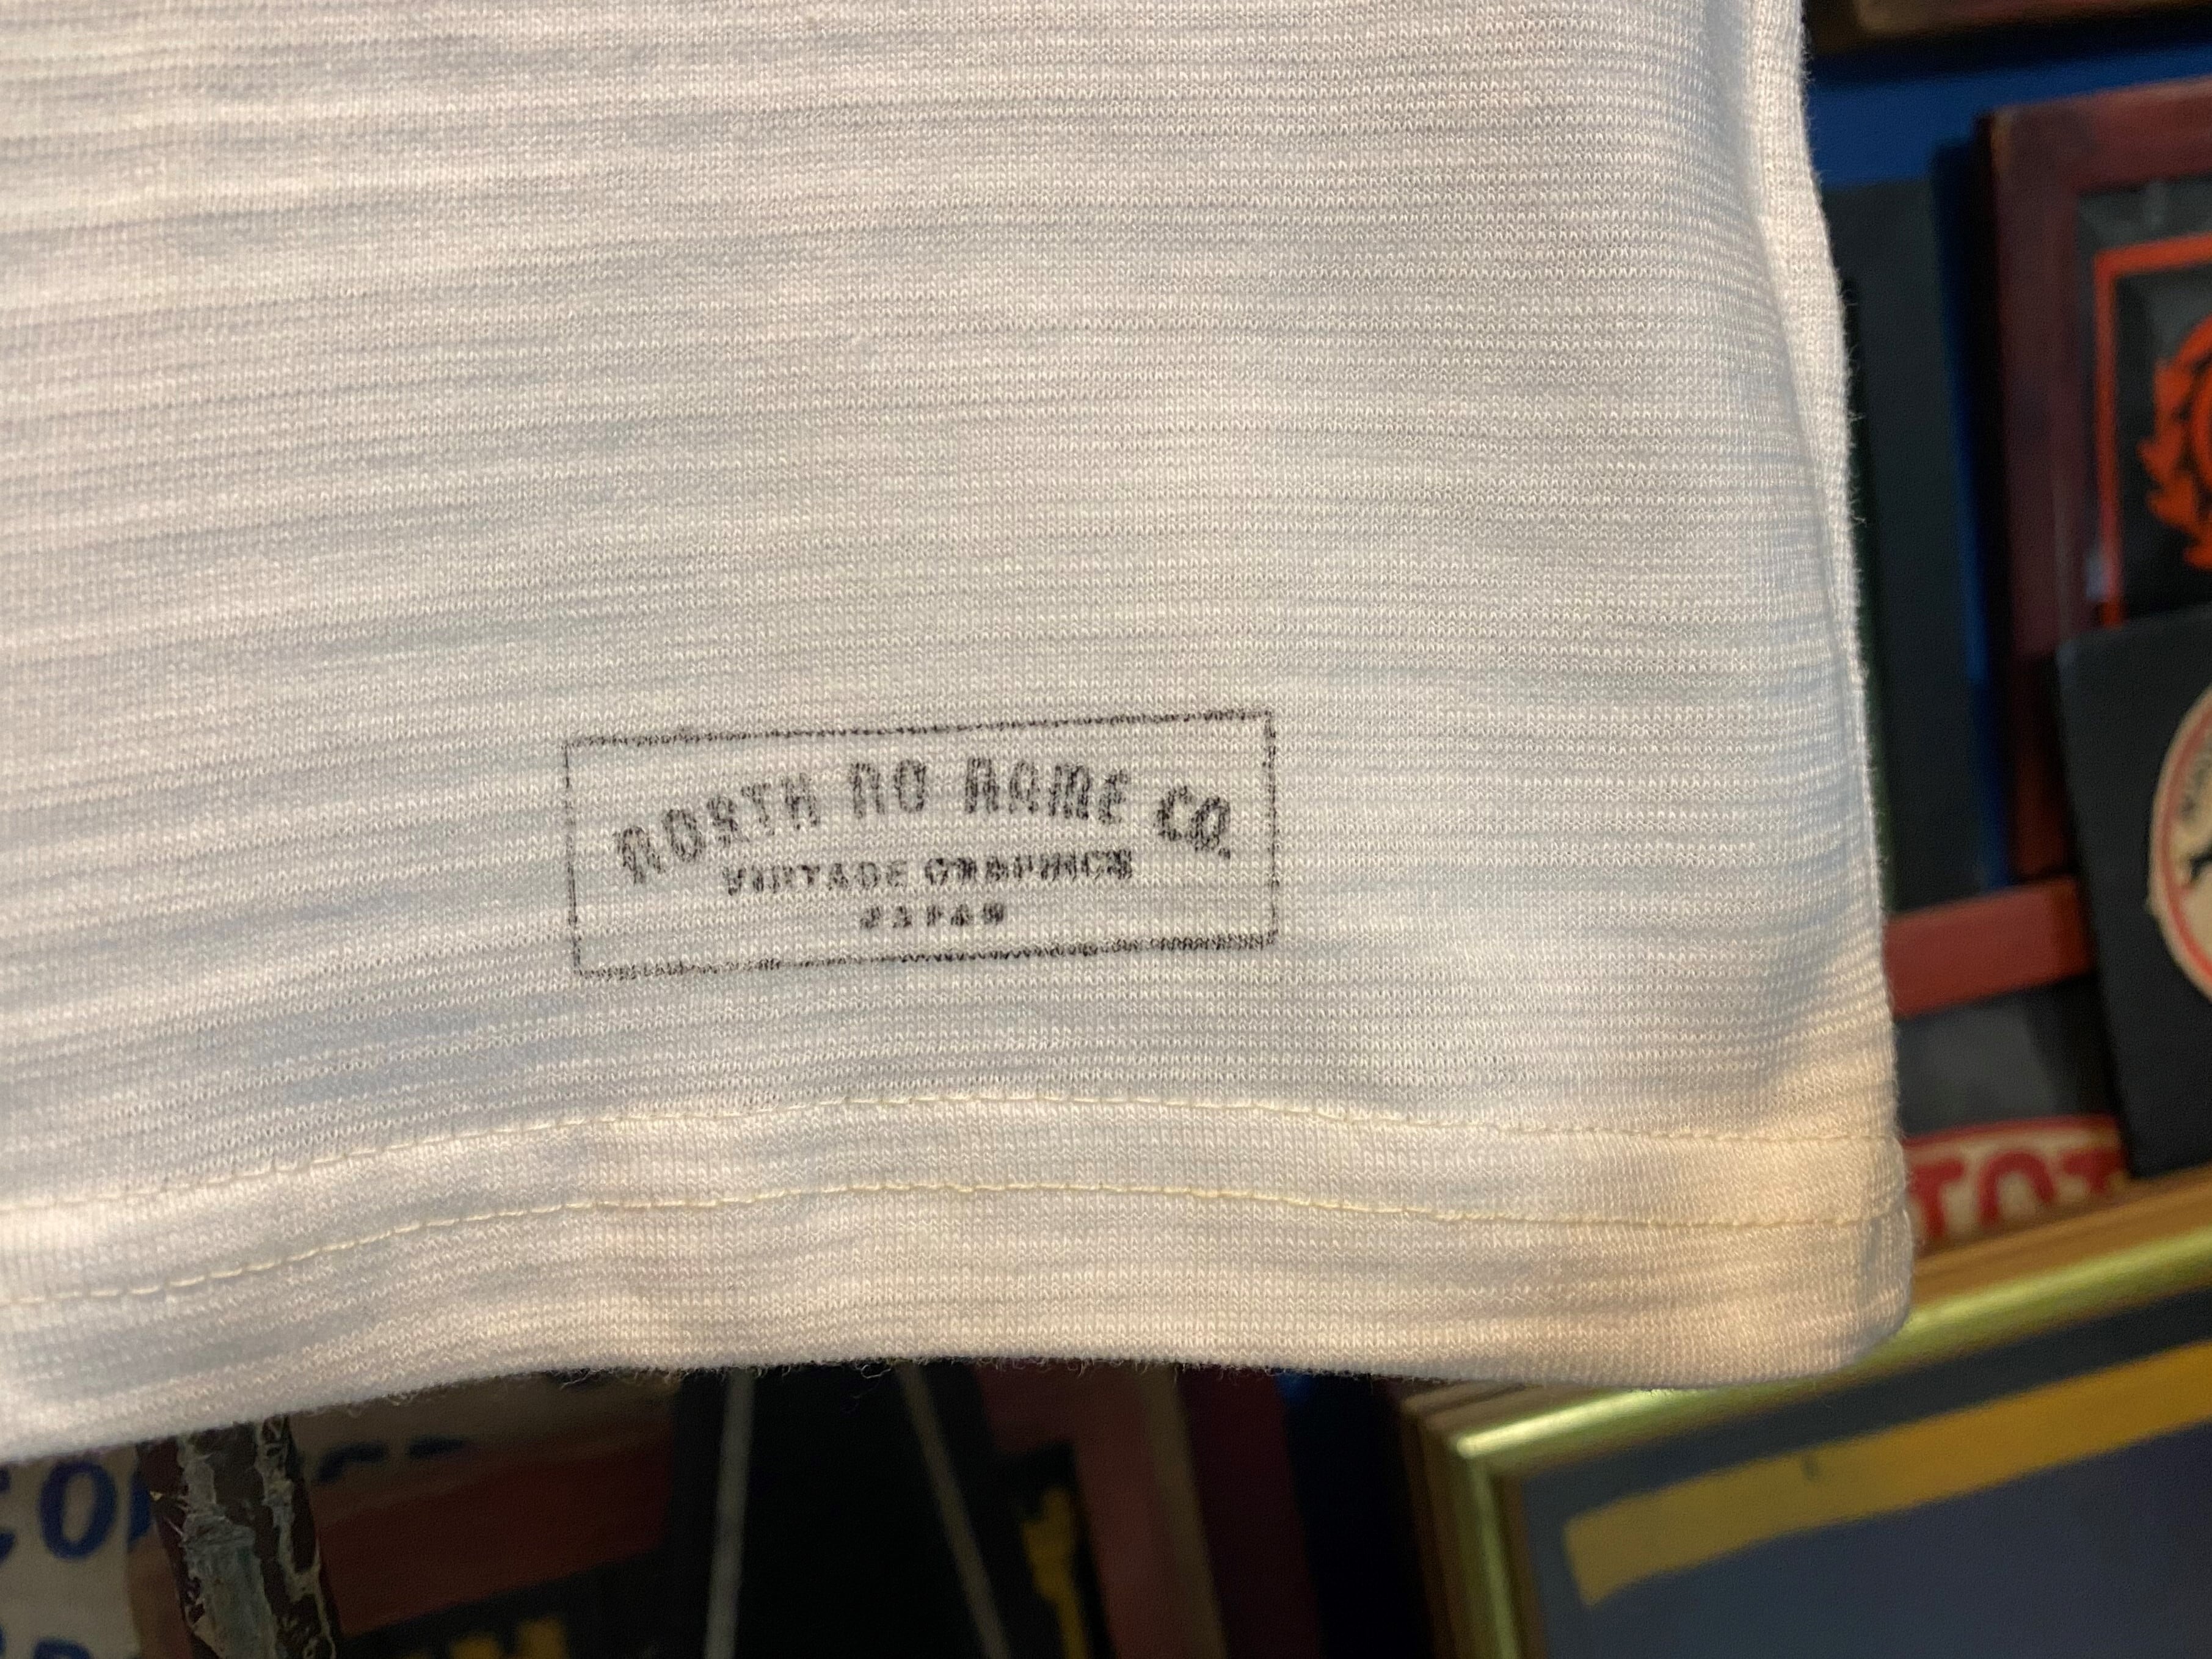 NORTH NO NAME CO.
VINTAGE GRAPHICS
JAPAN